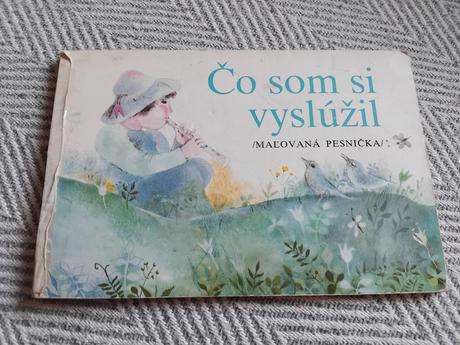 Čo som si
vyslúžil
/MAĽOVANÁ PESNIČKA/